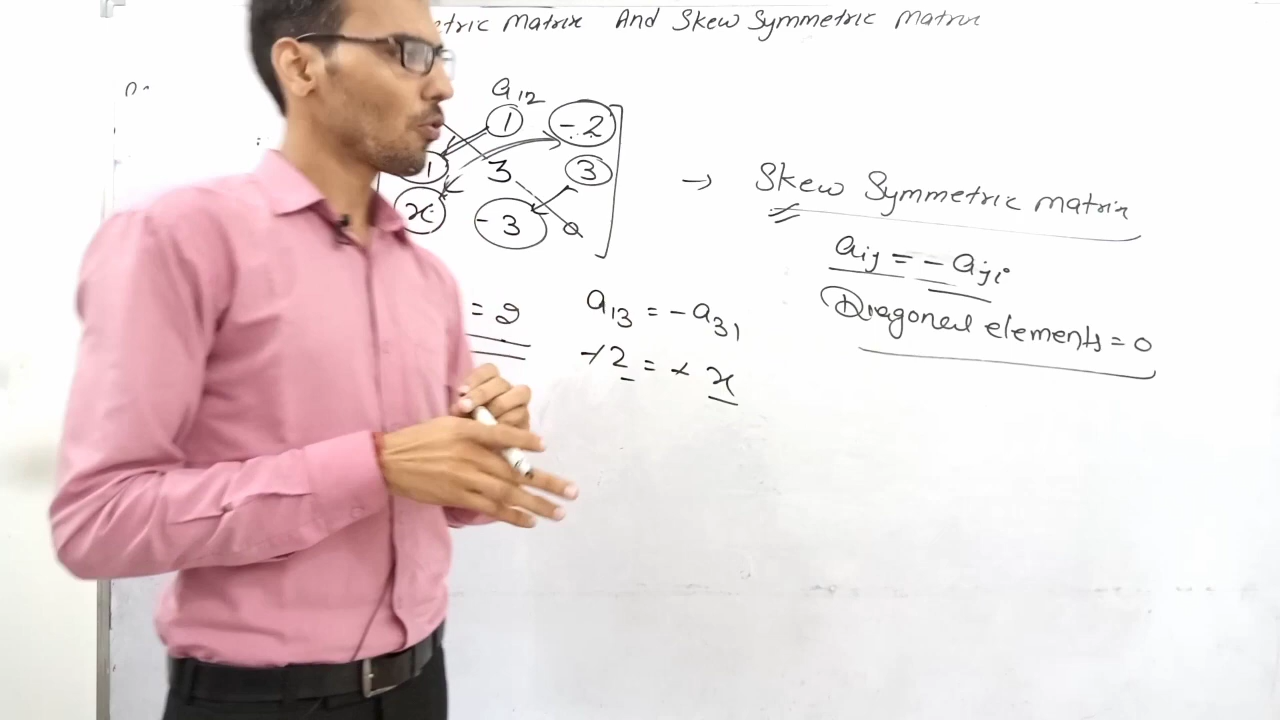 etric Matrix And Skew Symmetric Matrix
a12
1 -2
1 3 3
x -3 0
→ Skew Symmetric matrix
aij = -aji
Diagonal elements = 0
= 2
a13 = -a31
+2 = + x